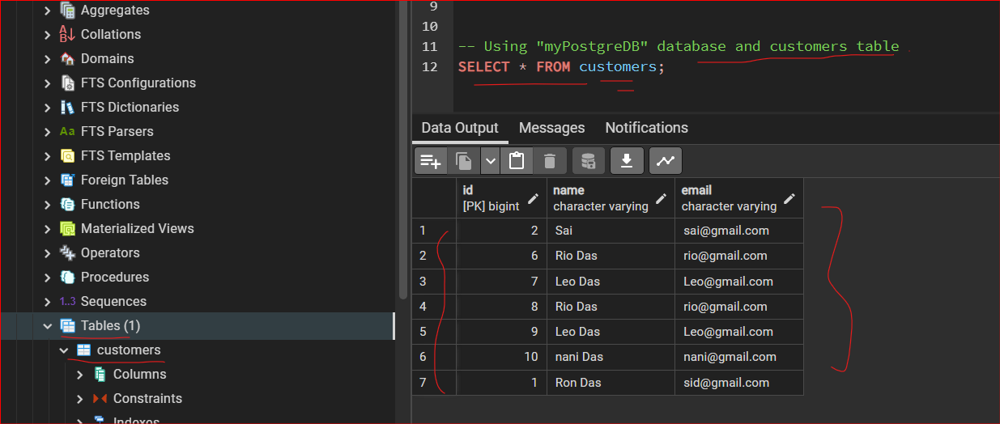 Aggregates
Collations
Domains
FTS Configurations
FTS Dictionaries
Aa FTS Parsers
FTS Templates
Foreign Tables
Functions
Materialized Views
Operators
Procedures
1..3 Sequences
Tables (1)
customers
Columns
Constraints
Indexes
9
10
11 -- Using "myPostgreDB" database and customers table
12 SELECT * FROM customers;
Data Output Messages Notifications
id name email
[PK] bigint character varying character varying
1 2 Sai sai@gmail.com
2 6 Rio Das rio@gmail.com
3 7 Leo Das Leo@gmail.com
4 8 Rio Das rio@gmail.com
5 9 Leo Das Leo@gmail.com
6 10 nani Das nani@gmail.com
7 1 Ron Das sid@gmail.com